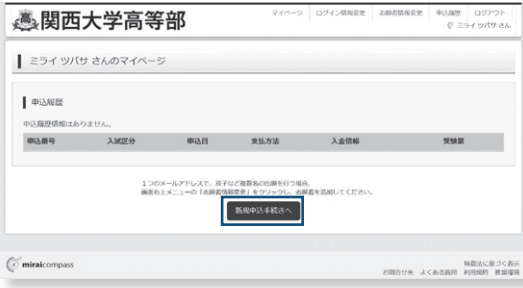 関西大学高等部
マイページ ログイン情報変更 志願者情報変更 申込履歴 ログアウト
ミライ ツバサ さん
ミライ ツバサ さんのマイページ
申込履歴
申込履歴情報はありません。
申込番号 入試区分 申込日 支払方法 入金情報 受験票
1つのメールアドレスで、双子など複数名の出願を行う場合、
画面右上メニューの「志願者情報変更」をクリックし、志願者を追加してください。
新規申込手続きへ
miraicompass
特商法に基づく表示
お問合せ先 よくある質問 利用規約 推奨環境